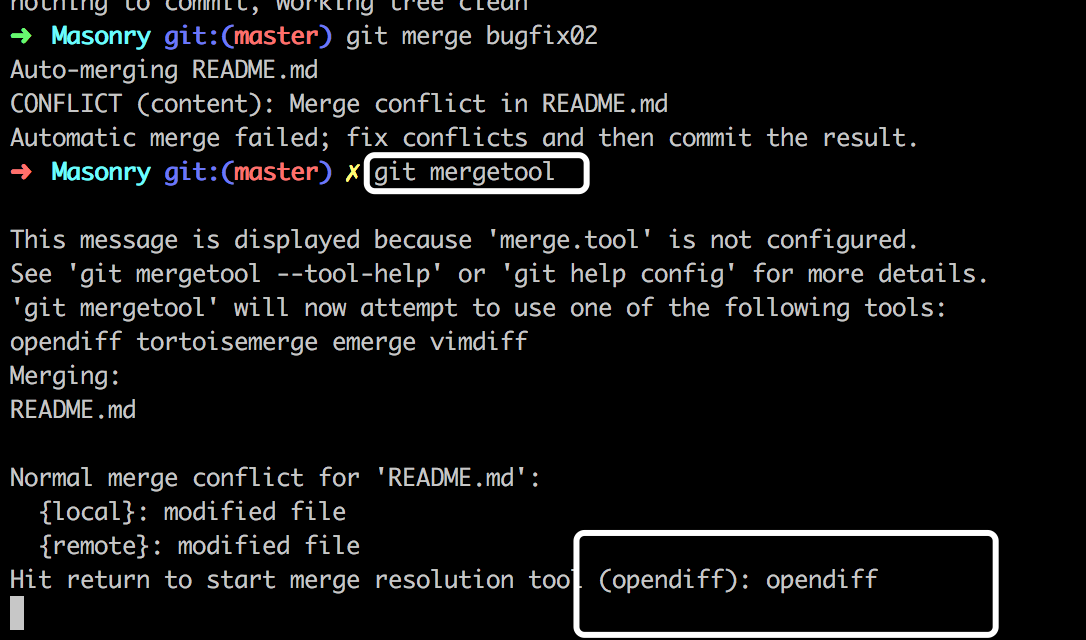 nothing to commit, working tree clean
➜ Masonry git:(master) git merge bugfix02
Auto-merging README.md
CONFLICT (content): Merge conflict in README.md
Automatic merge failed; fix conflicts and then commit the result.
➜ Masonry git:(master) ✗ git mergetool
This message is displayed because 'merge.tool' is not configured.
See 'git mergetool --tool-help' or 'git help config' for more details.
'git mergetool' will now attempt to use one of the following tools:
opendiff tortoisemerge emerge vimdiff
Merging:
README.md
Normal merge conflict for 'README.md':
  {local}: modified file
  {remote}: modified file
Hit return to start merge resolution tool (opendiff): opendiff